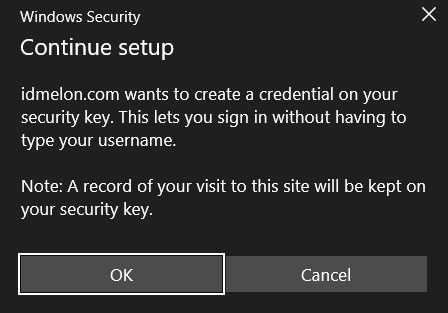 Windows Security
Continue setup
idmelon.com wants to create a credential on your
security key. This lets you sign in without having to
type your username.
Note: A record of your visit to this site will be kept on
your security key.
OK
Cancel